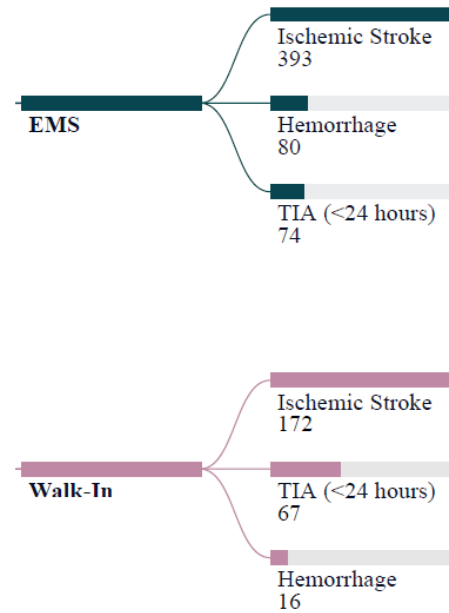 Ischemic Stroke
393
EMS
Hemorrhage
80
TIA (<24 hours)
74
Ischemic Stroke
172
Walk-In
TIA (<24 hours)
67
Hemorrhage
16